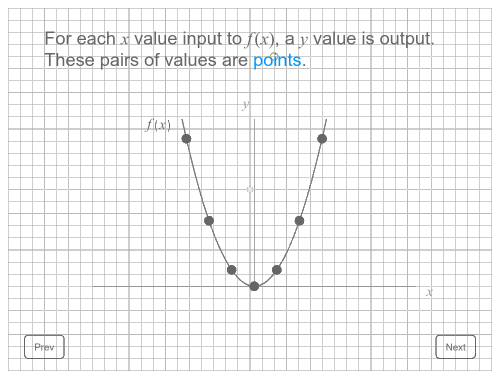 For each x value input to f(x), a y value is output.
These pairs of values are points.
y
f(x)
x
Prev
Next